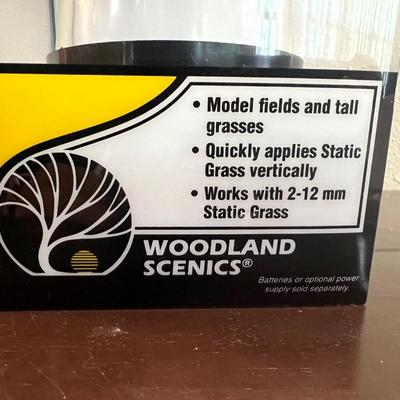 • Model fields and tall
grasses
• Quickly applies Static
Grass vertically
• Works with 2-12 mm
Static Grass
WOODLAND
SCENICS®
Batteries or optional power
supply sold separately.